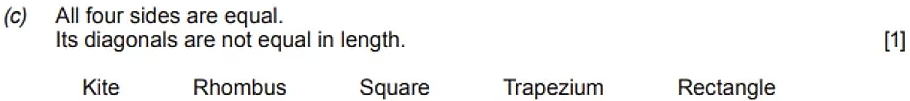 (c) All four sides are equal.
Its diagonals are not equal in length. [1]
Kite Rhombus Square Trapezium Rectangle